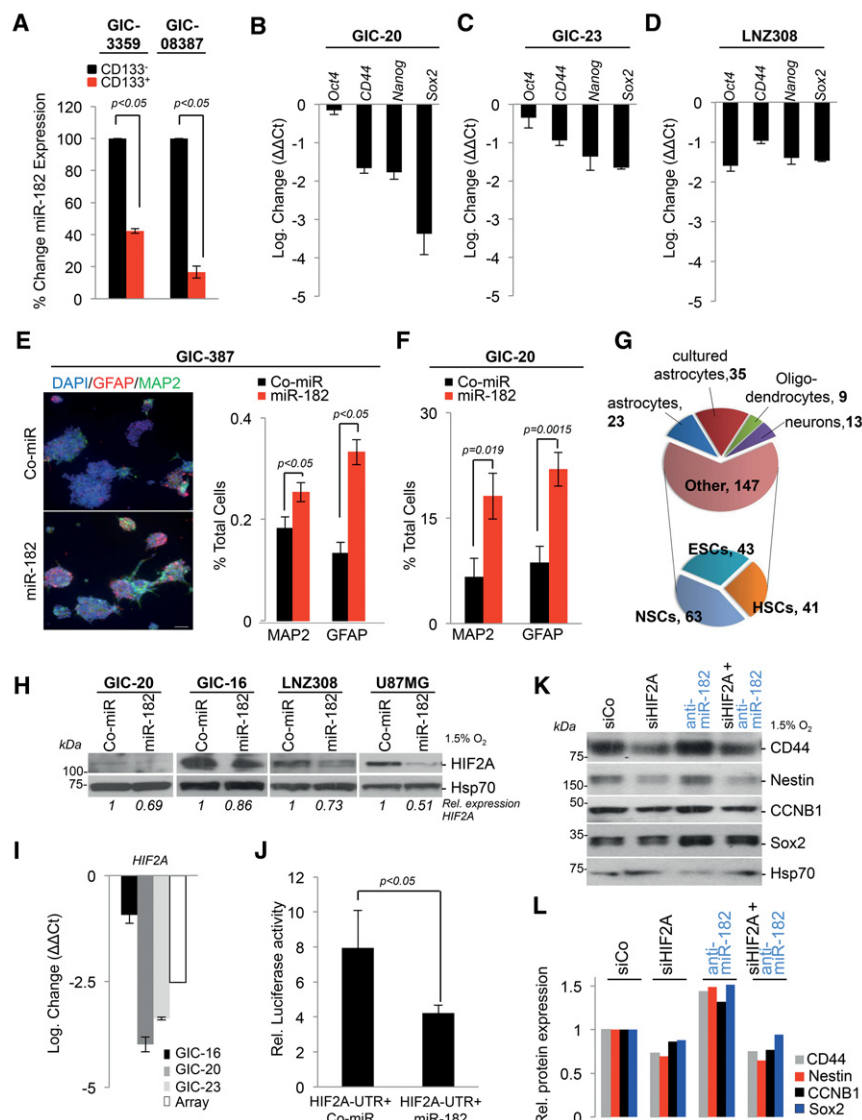 A
GIC-
3359
GIC-
08387
CD133-
CD133+
p<0.05
p<0.05
% Change miR-182 Expression
120
100
80
60
40
20
0
B
GIC-20
Oct4
CD44
Nanog
Sox2
Log. Change (ΔΔCt)
0
-1
-2
-3
-4
-5
C
GIC-23
Oct4
CD44
Nanog
Sox2
Log. Change (ΔΔCt)
0
-1
-2
-3
-4
-5
D
LNZ308
Oct4
CD44
Nanog
Sox2
Log. Change (ΔΔCt)
0
-1
-2
-3
-4
-5
E
GIC-387
DAPI/GFAP/MAP2
Co-miR
miR-182
Co-miR
miR-182
p<0.05
p<0.05
% Total Cells
0.4
0.2
0
MAP2
GFAP
F
GIC-20
Co-miR
miR-182
p=0.019
p=0.0015
% Total Cells
30
15
0
MAP2
GFAP
G
cultured
astrocytes,35
Oligo-
dendrocytes, 9
neurons,13
astrocytes,
23
Other, 147
ESCs, 43
NSCs, 63
HSCs, 41
H
GIC-20
GIC-16
LNZ308
U87MG
Co-miR
miR-182
Co-miR
miR-182
Co-miR
miR-182
Co-miR
miR-182
1.5% O2
kDa
100
HIF2A
75
Hsp70
1 0.69 1 0.86 1 0.73 1 0.51
Rel. expression
HIF2A
I
HIF2A
Log. Change (ΔΔCt)
0
-2.5
-5
GIC-16
GIC-20
GIC-23
Array
J
p<0.05
Rel. Luciferase activity
12
10
8
6
4
2
0
HIF2A-UTR+
Co-miR
HIF2A-UTR+
miR-182
K
siCo
siHIF2A
anti-
miR-182
siHIF2A +
anti-
miR-182
kDa
1.5% O2
75
CD44
150
Nestin
50
CCNB1
35
Sox2
75
Hsp70
L
siCo
siHIF2A
anti-
miR-182
siHIF2A +
anti-
miR-182
Rel. protein expression
1.5
1
0.5
0
CD44
Nestin
CCNB1
Sox2